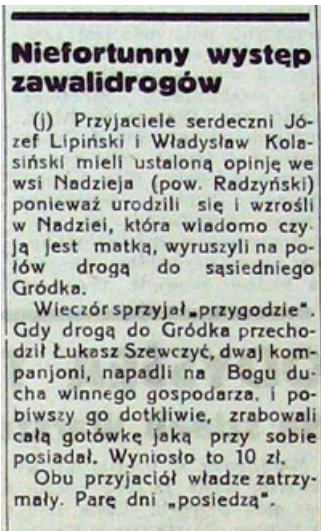 Niefortunny występ
zawalidrogów
(j) Przyjaciele serdeczni Jó-
zef Lipiński i Władysław Kola-
siński mieli ustaloną opinję we
wsi Nadzieja (pow. Radzyński)
ponieważ urodzili się i wzrośli
w Nadziei, która wiadomo czy-
ją jest matką, wyruszyli na po-
łów drogą do sąsiedniego
Gródka.
Wieczór sprzyjał „przygodzie“.
Gdy drogą do Gródka przecho-
dził Łukasz Szewczyć, dwaj kom-
panjoni, napadli na Bogu du-
cha winnego gospodarza. i po-
biwszy go dotkliwie, zrabowali
całą gotówkę jaką przy sobie
posiadał. Wyniosło to 10 zł.
Obu przyjaciół władze zatrzy-
mały. Parę dni „posiedzą“.